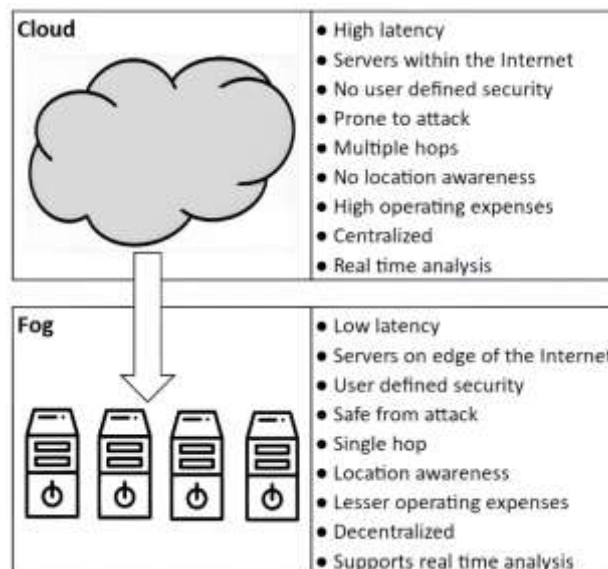 Cloud
● High latency
● Servers within the Internet
● No user defined security
● Prone to attack
● Multiple hops
● No location awareness
● High operating expenses
● Centralized
● Real time analysis
Fog
● Low latency
● Servers on edge of the Internet
● User defined security
● Safe from attack
● Single hop
● Location awareness
● Lesser operating expenses
● Decentralized
● Supports real time analysis